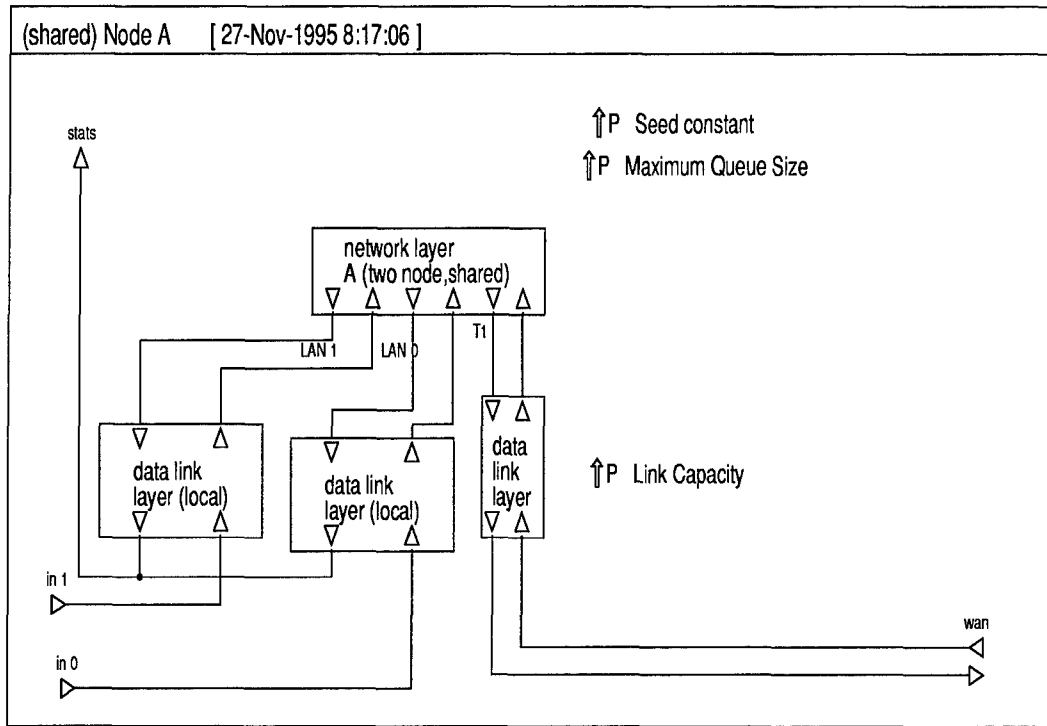 (shared) Node A [ 27-Nov-1995 8:17:06 ]
stats
P Seed constant
P Maximum Queue Size
network layer
A (two node,shared)
LAN 1
LAN 0
T1
data link
layer (local)
data link
layer (local)
data
link
layer
P Link Capacity
in 1
in 0
wan